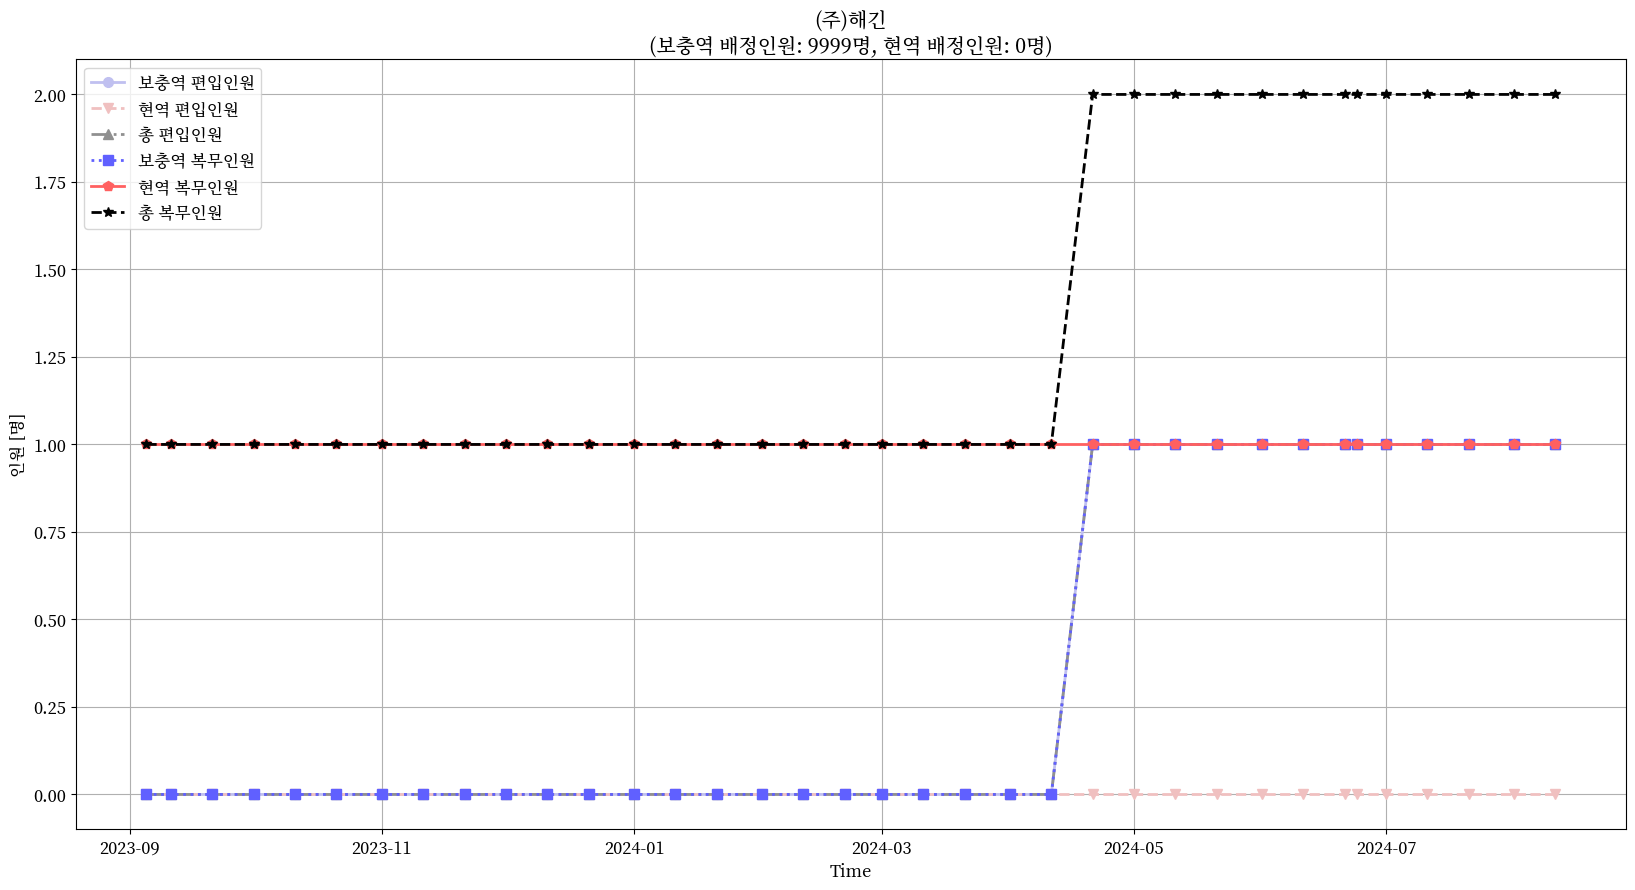 (주)해긴
(보충역 배정인원: 9999명, 현역 배정인원: 0명)
보충역 편입인원
현역 편입인원
총 편입인원
보충역 복무인원
현역 복무인원
총 복무인원
인원 [명]
2.00
1.75
1.50
1.25
1.00
0.75
0.50
0.25
0.00
2023-09
2023-11
2024-01
2024-03
2024-05
2024-07
Time